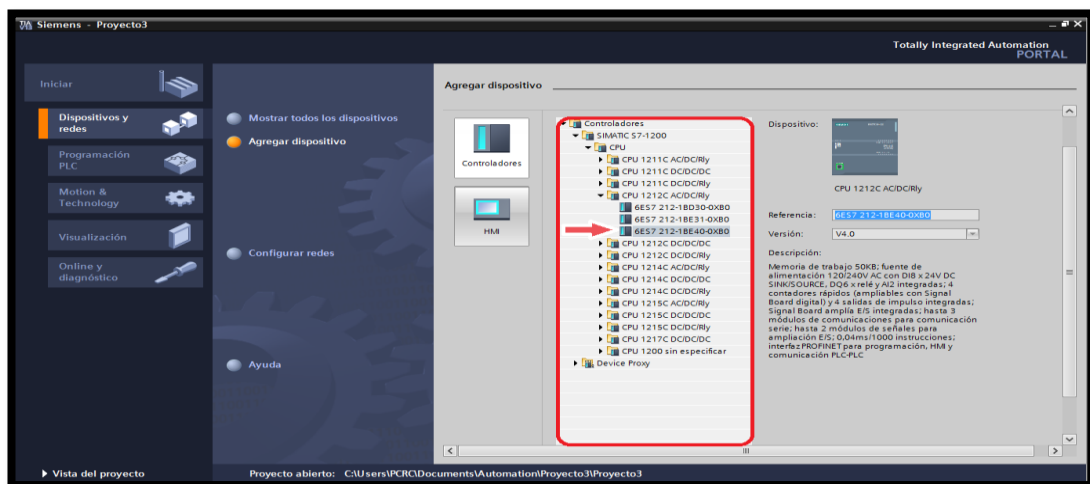 Siemens - Proyecto3
Totally Integrated Automation
PORTAL
Iniciar
Dispositivos y
redes
Programación
PLC
Motion &
Technology
Visualización
Online y
diagnóstico
Mostrar todos los dispositivos
Agregar dispositivo
Configurar redes
Ayuda
Agregar dispositivo
Controladores
HMI
Controladores
SIMATIC S7-1200
CPU
CPU 1211C AC/DC/Rly
CPU 1211C DC/DC/DC
CPU 1211C DC/DC/Rly
CPU 1212C AC/DC/Rly
6ES7 212-1BD30-0XB0
6ES7 212-1BE31-0XB0
6ES7 212-1BE40-0XB0
CPU 1212C DC/DC/DC
CPU 1212C DC/DC/Rly
CPU 1214C AC/DC/Rly
CPU 1214C DC/DC/DC
CPU 1214C DC/DC/Rly
CPU 1215C AC/DC/Rly
CPU 1215C DC/DC/DC
CPU 1215C DC/DC/Rly
CPU 1217C DC/DC/DC
CPU 1200 sin especificar
Device Proxy
Dispositivo:
CPU 1212C AC/DC/Rly
Referencia: 6ES7 212-1BE40-0XB0
Versión: V4.0
Descripción:
Memoria de trabajo 50KB; fuente de
alimentación 120/240V AC con DI8 x 24V DC
SINK/SOURCE, DQ6 x relé y AI2 integradas; 4
contadores rápidos (ampliables con Signal
Board digital) y 4 salidas de impulso integradas;
Signal Board amplía E/S integradas; hasta 3
módulos de comunicaciones para comunicación
serie; hasta 2 módulos de señales para
ampliación E/S; 0,04ms/1000 instrucciones;
interfaz PROFINET para programación, HMI y
comunicación PLC-PLC
Vista del proyecto
Proyecto abierto: C:\Users\PCRC\Documents\Automation\Proyecto3\Proyecto3